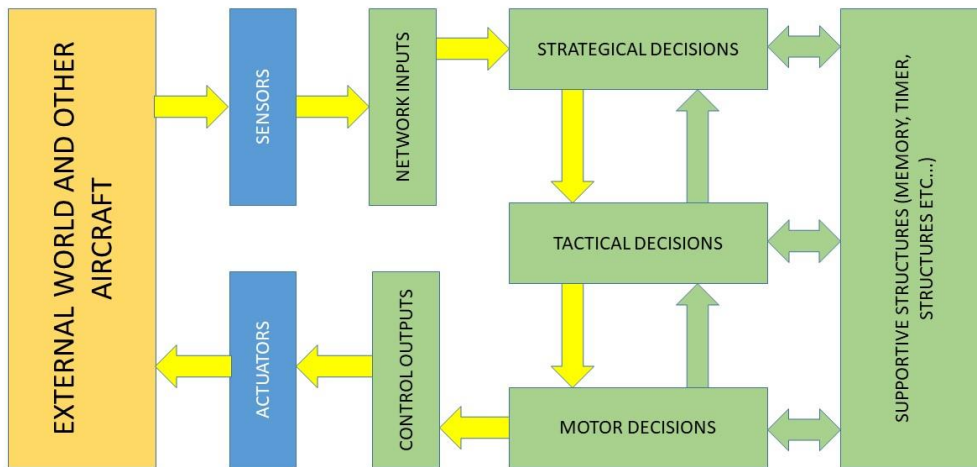 EXTERNAL WORLD AND OTHER
AIRCRAFT
SENSORS
NETWORK INPUTS
STRATEGICAL DECISIONS
TACTICAL DECISIONS
MOTOR DECISIONS
CONTROL OUTPUTS
ACTUATORS
SUPPORTIVE STRUCTURES (MEMORY, TIMER,
STRUCTURES ETC...)